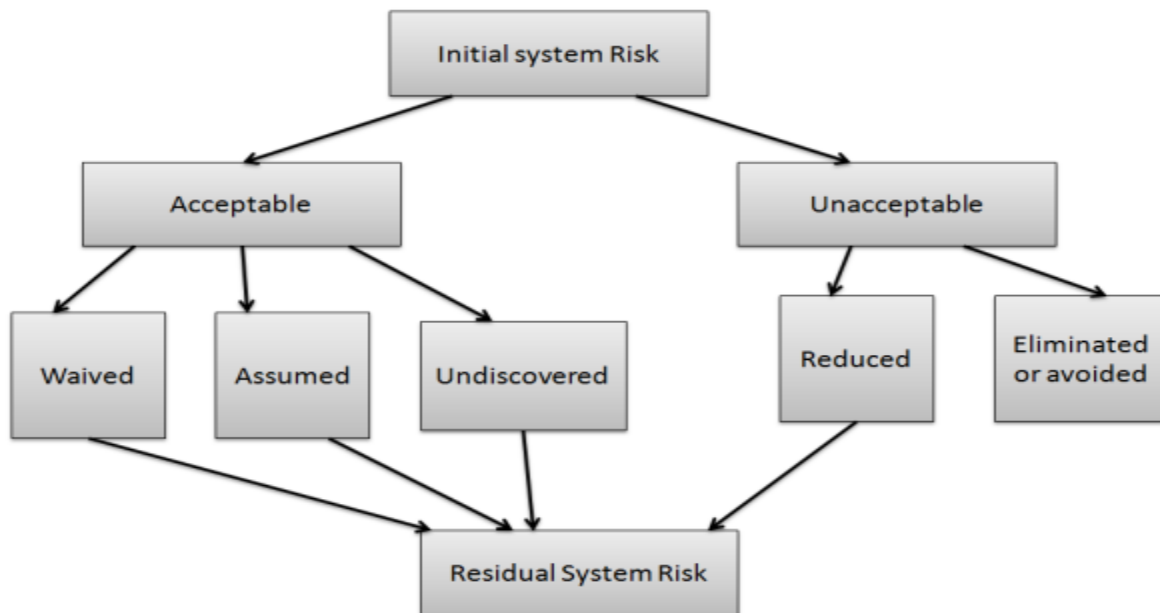 Initial system Risk
Acceptable
Unacceptable
Waived
Assumed
Undiscovered
Reduced
Eliminated
or avoided
Residual System Risk